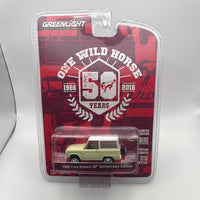 GREENLIGHT
ONE WILD HORSE
50
1966
2016
YEARS
1966 Ford Bronco 50th Anniversary Edition